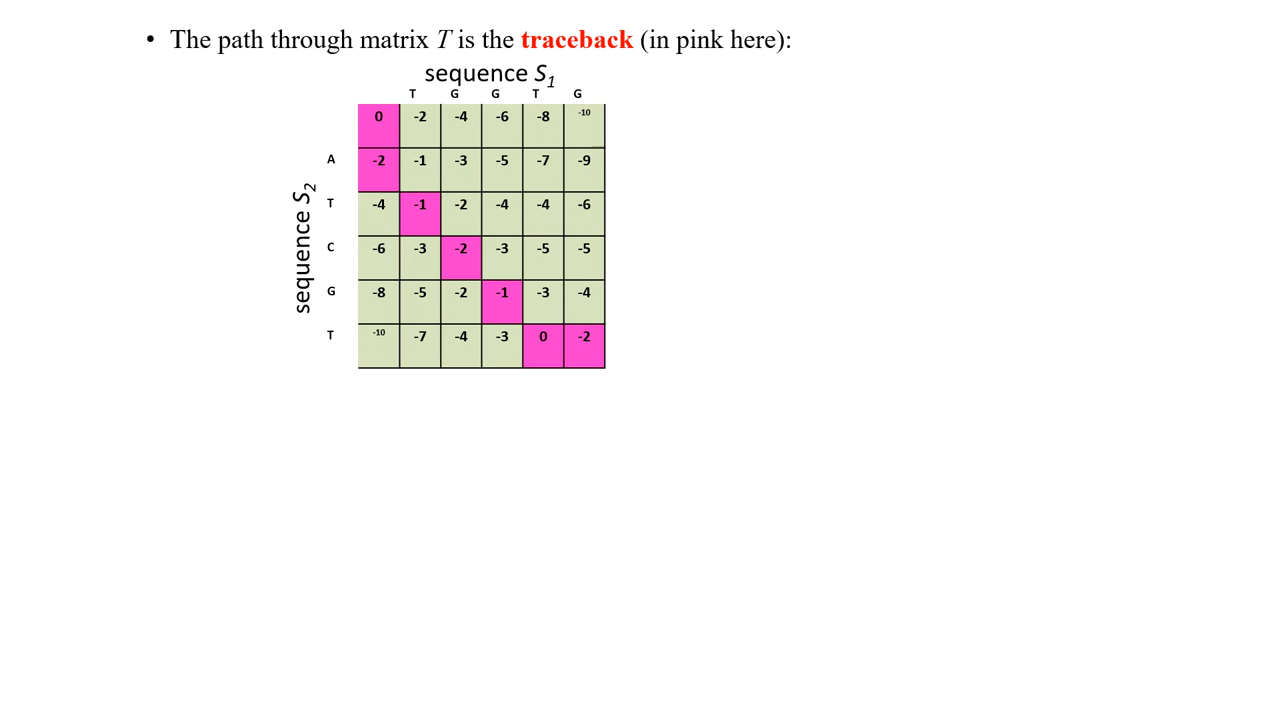 • The path through matrix T is the traceback (in pink here):
sequence S1
T G G T G
0 -2 -4 -6 -8 -10
A -2 -1 -3 -5 -7 -9
T -4 -1 -2 -4 -4 -6
C -6 -3 -2 -3 -5 -5
G -8 -5 -2 -1 -3 -4
T -10 -7 -4 -3 0 -2
sequence S2